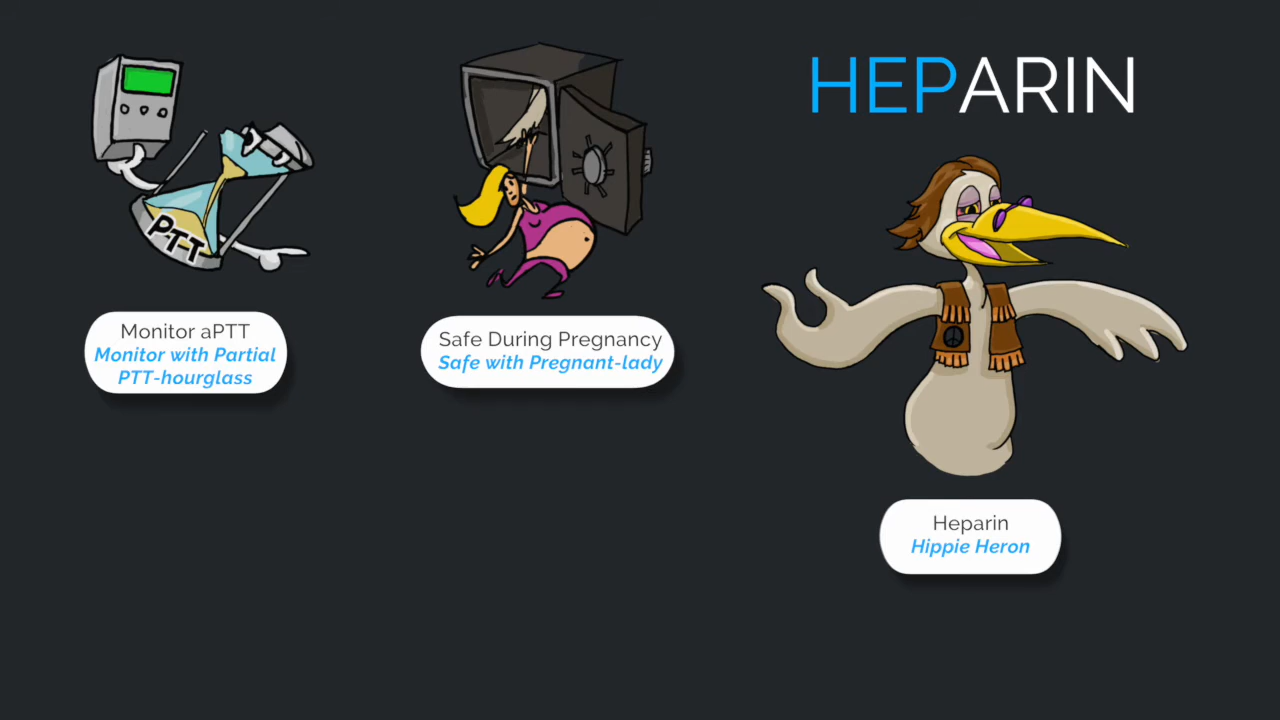 HEPARIN
PTT
Monitor aPTT
Monitor with Partial
PTT-hourglass
Safe During Pregnancy
Safe with Pregnant-lady
Heparin
Hippie Heron